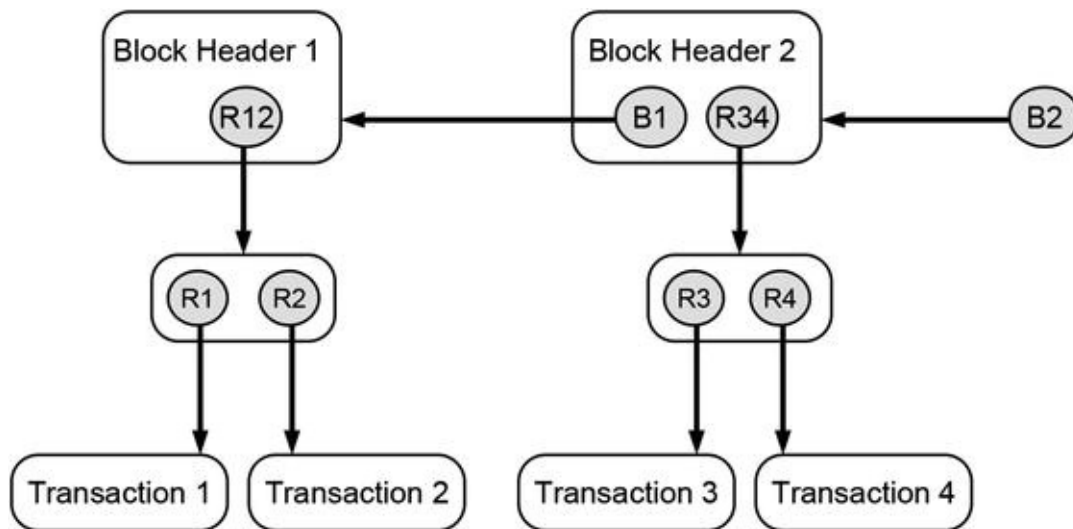 Block Header 1
Block Header 2
R12
B1
R34
B2
R1
R2
R3
R4
Transaction 1
Transaction 2
Transaction 3
Transaction 4